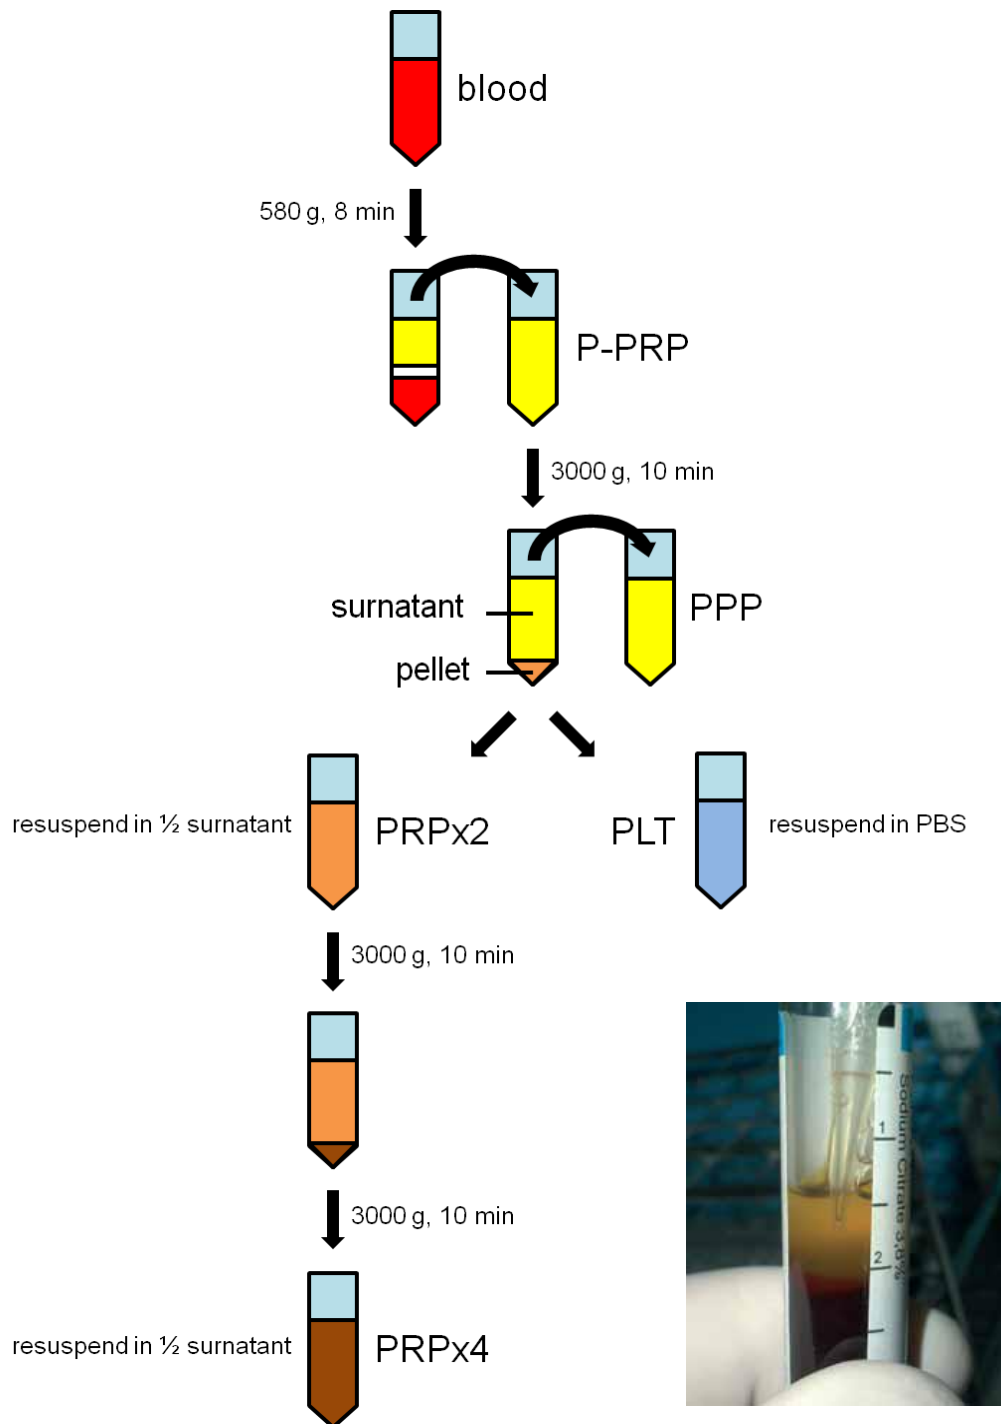 blood
580 g, 8 min
P-PRP
3000 g, 10 min
surnatant
PPP
pellet
resuspend in ½ surnatant
PRPx2
PLT
resuspend in PBS
3000 g, 10 min
3000 g, 10 min
resuspend in ½ surnatant
PRPx4
1
2
Sodium Citrate 3,8%